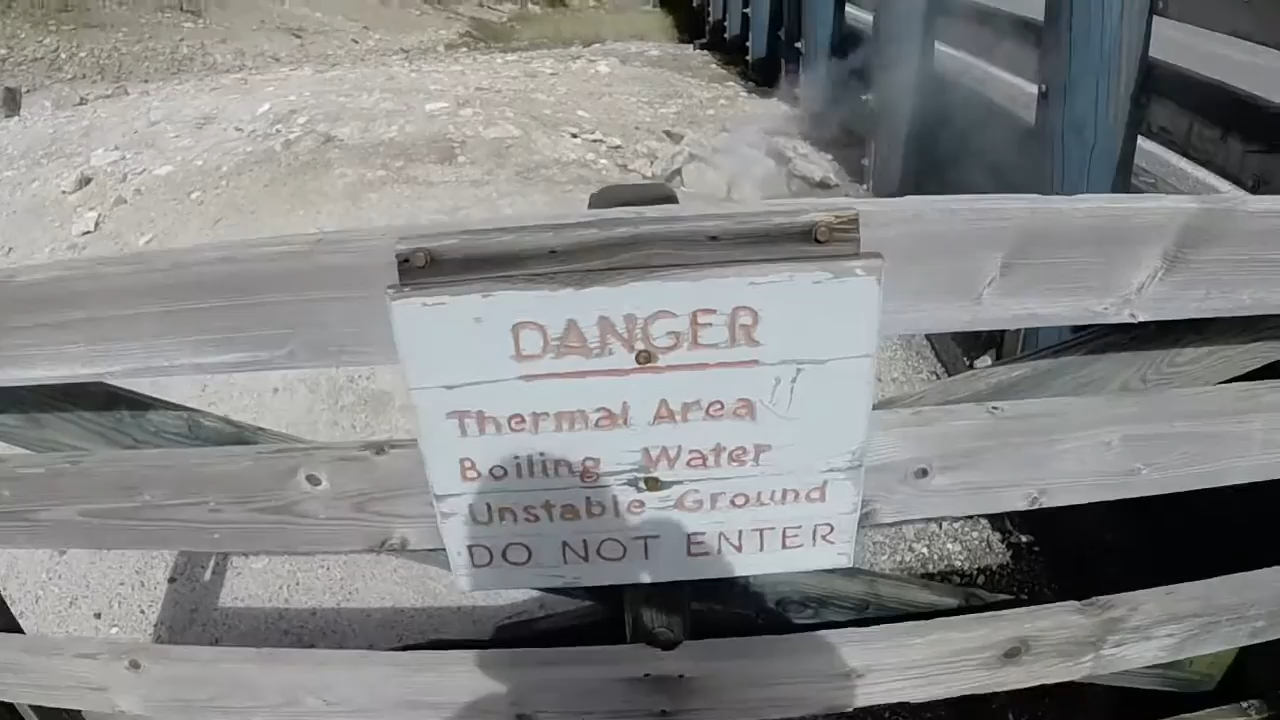 DANGER
Thermal Area
Boiling Water
Unstable Ground
DO NOT ENTER